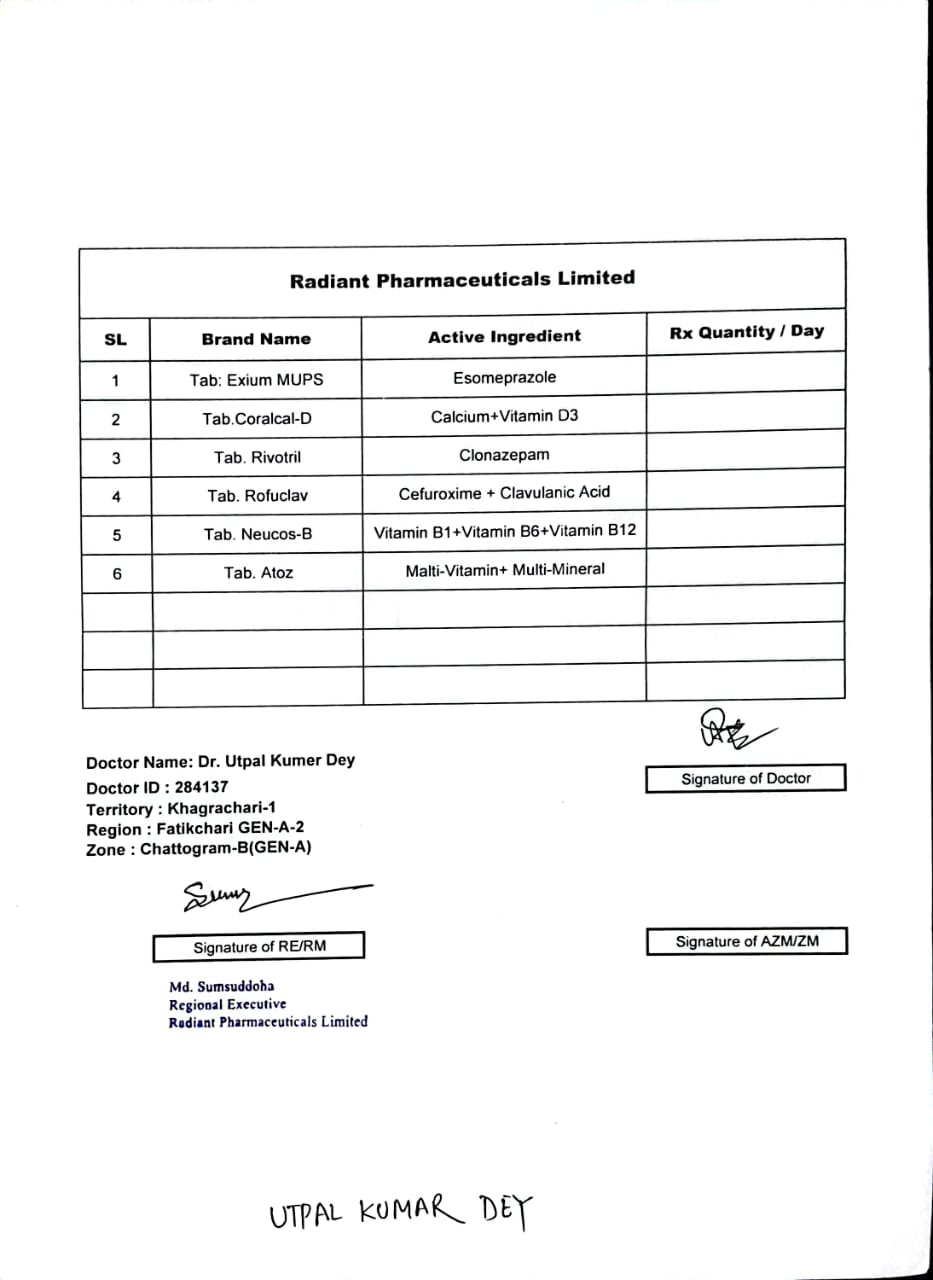 Radiant Pharmaceuticals Limited
SL Brand Name Active Ingredient Rx Quantity / Day
1 Tab: Exium MUPS Esomeprazole
2 Tab.Coralcal-D Calcium+Vitamin D3
3 Tab. Rivotril Clonazepam
4 Tab. Rofuclav Cefuroxime + Clavulanic Acid
5 Tab. Neucos-B Vitamin B1+Vitamin B6+Vitamin B12
6 Tab. Atoz Malti-Vitamin+ Multi-Mineral
Doctor Name: Dr. Utpal Kumer Dey
Signature of Doctor
Doctor ID : 284137
Territory : Khagrachari-1
Region : Fatikchari GEN-A-2
Zone : Chattogram-B(GEN-A)
Signature of RE/RM
Signature of AZM/ZM
Md. Sumsuddoha
Regional Executive
Radiant Pharmaceuticals Limited
UTPAL KUMAR DEY